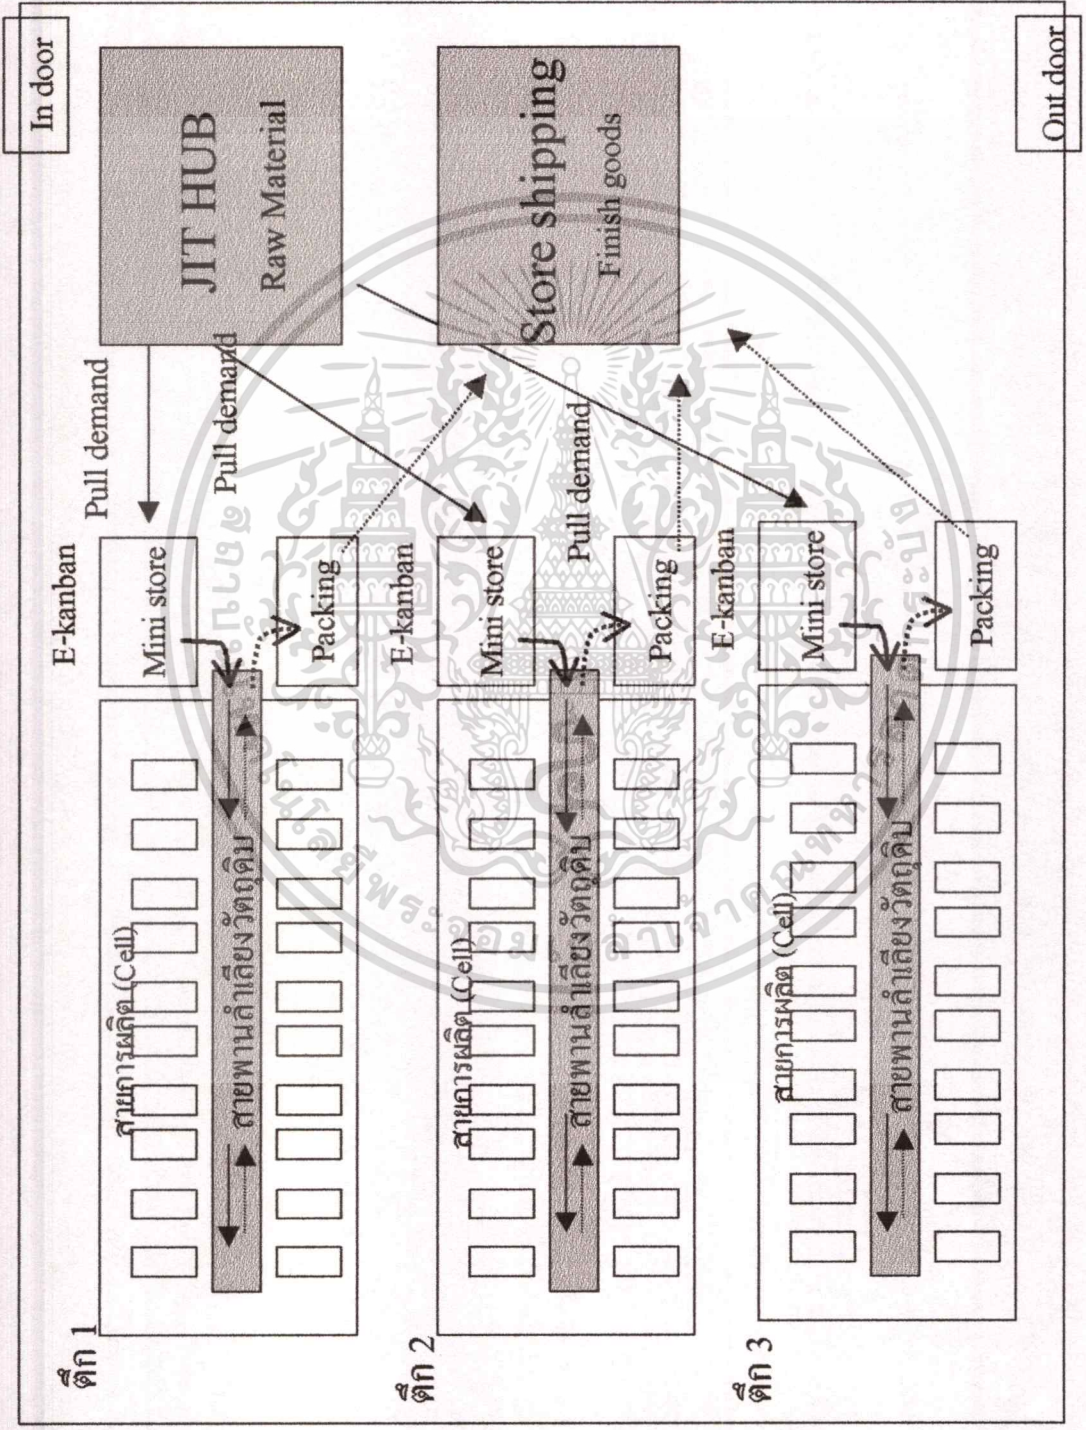 ตึก 1
E-kanban
Pull demand
In door
สายการผลิต (Cell)
Mini store
Pull demand
JIT HUB
Raw Material
สายพานลำเลียงวัตถุดิบ
Packing
ตึก 2
E-kanban
สายการผลิต (Cell)
Mini store
Store shipping
Finish goods
สายพานลำเลียงวัตถุดิบ
Pull demand
Packing
ตึก 3
E-kanban
สายการผลิต (Cell)
Mini store
สายพานลำเลียงวัตถุดิบ
Packing
Out door